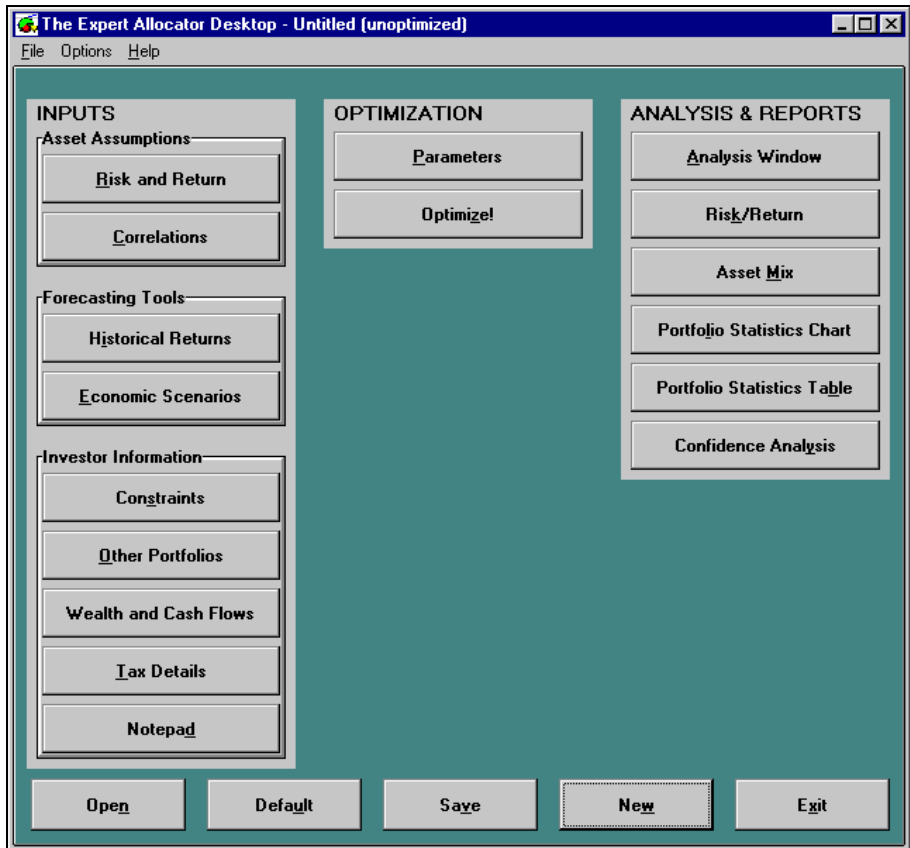 The Expert Allocator Desktop - Untitled (unoptimized)
File Options Help
INPUTS
Asset Assumptions
Risk and Return
Correlations
Forecasting Tools
Historical Returns
Economic Scenarios
Investor Information
Constraints
Other Portfolios
Wealth and Cash Flows
Tax Details
Notepad
OPTIMIZATION
Parameters
Optimize!
ANALYSIS & REPORTS
Analysis Window
Risk/Return
Asset Mix
Portfolio Statistics Chart
Portfolio Statistics Table
Confidence Analysis
Open Default Save New Exit